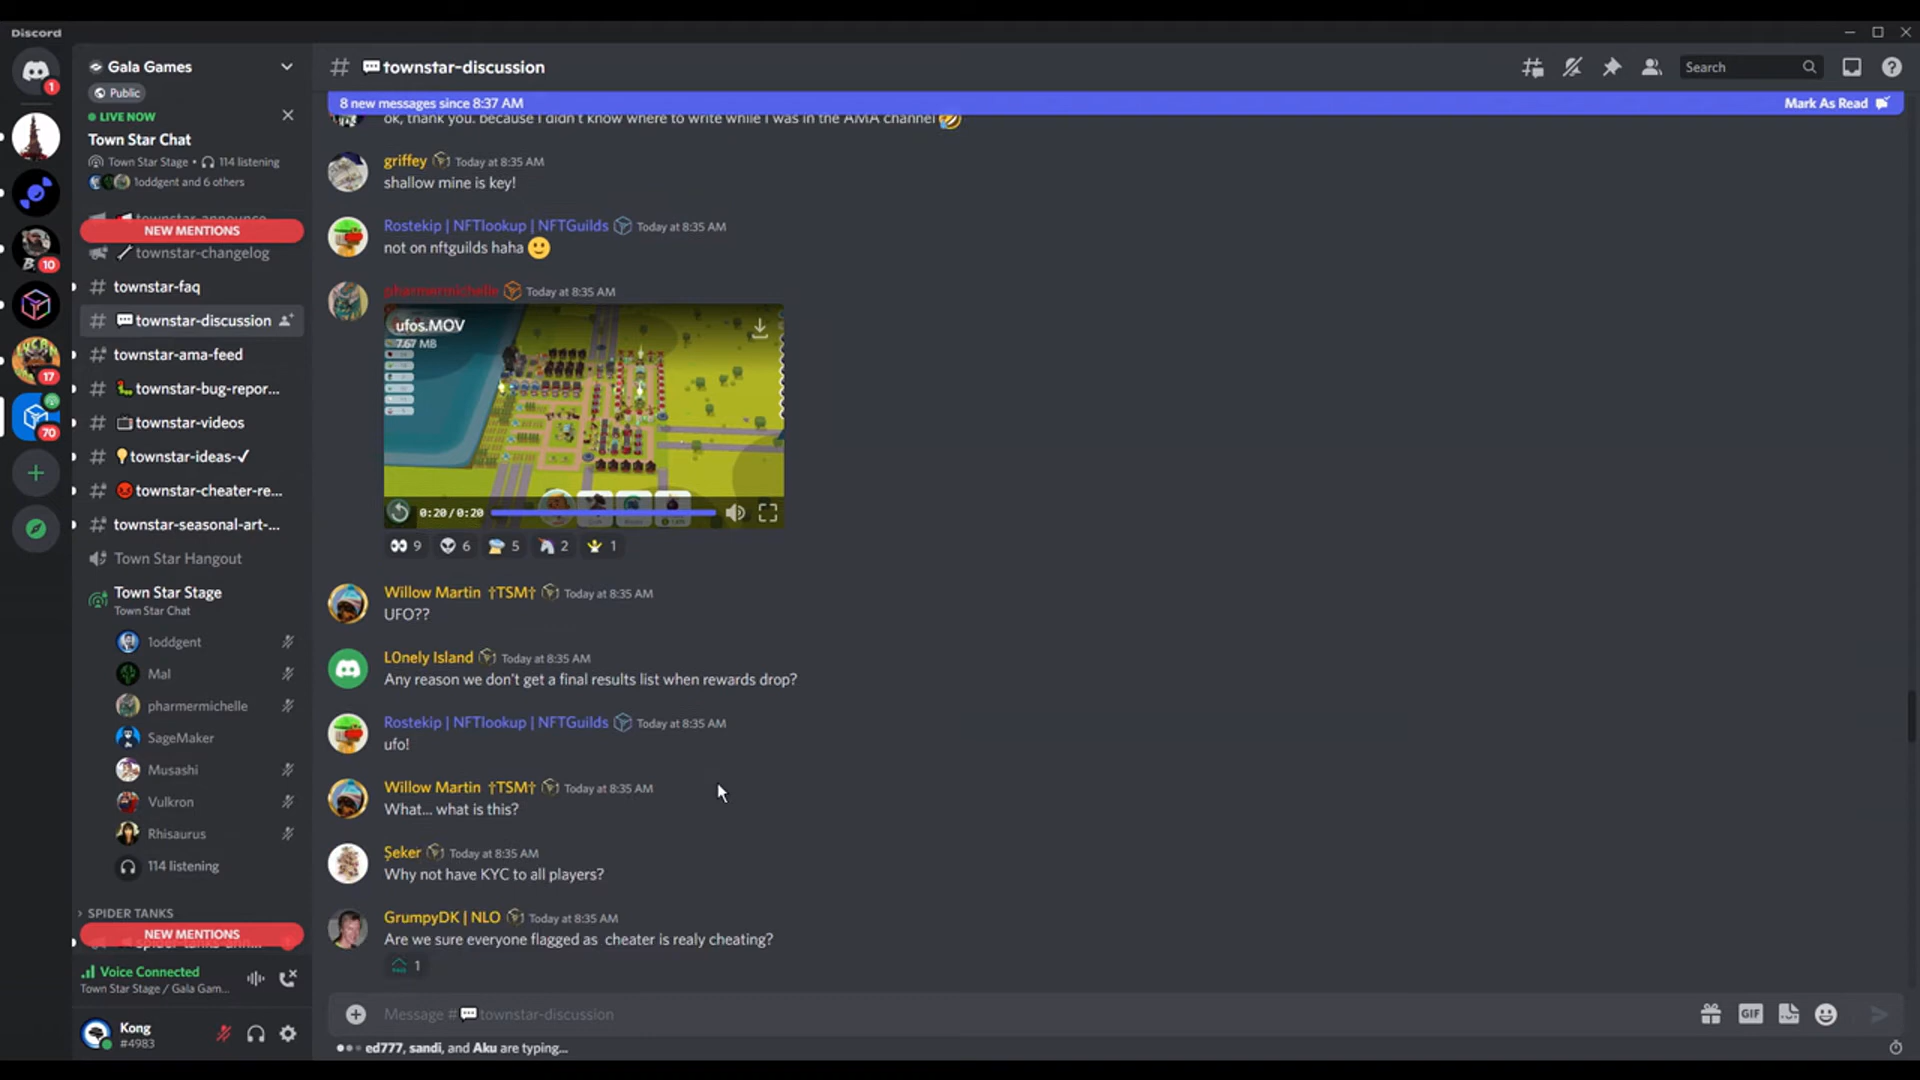 Discord
Gala Games
Public
LIVE NOW
Town Star Chat
Town Star Stage • 114 listening
1oddgent and 6 others
townstar-announce
NEW MENTIONS
townstar-changelog
townstar-faq
townstar-discussion
townstar-ama-feed
townstar-bug-repor...
townstar-videos
townstar-ideas-✓
townstar-cheater-re...
townstar-seasonal-art-...
Town Star Hangout
Town Star Stage
Town Star Chat
1oddgent
Mal
pharmermichelle
SageMaker
Musashi
Vulkron
Rhisaurus
114 listening
SPIDER TANKS
NEW MENTIONS
Voice Connected
Town Star Stage / Gala Gam...
Kong
#4983
1
10
17
70
# townstar-discussion
Search
8 new messages since 8:37 AM
Mark As Read
ok, thank you. because I didn't know where to write while I was in the AMA channel
griffey Today at 8:35 AM
shallow mine is key!
Rostekip | NFTlookup | NFTGuilds Today at 8:35 AM
not on nftguilds haha
pharmermichelle Today at 8:35 AM
ufos.MOV
7.67 MB
0:20/0:20
9 6 5 2 1
Willow Martin †TSM† Today at 8:35 AM
UFO??
L0nely Island Today at 8:35 AM
Any reason we don't get a final results list when rewards drop?
Rostekip | NFTlookup | NFTGuilds Today at 8:35 AM
ufo!
Willow Martin †TSM† Today at 8:35 AM
What... what is this?
Şeker Today at 8:35 AM
Why not have KYC to all players?
GrumpyDK | NLO Today at 8:35 AM
Are we sure everyone flagged as cheater is realy cheating?
1
Message #townstar-discussion
GIF
ed777, sandi, and Aku are typing...